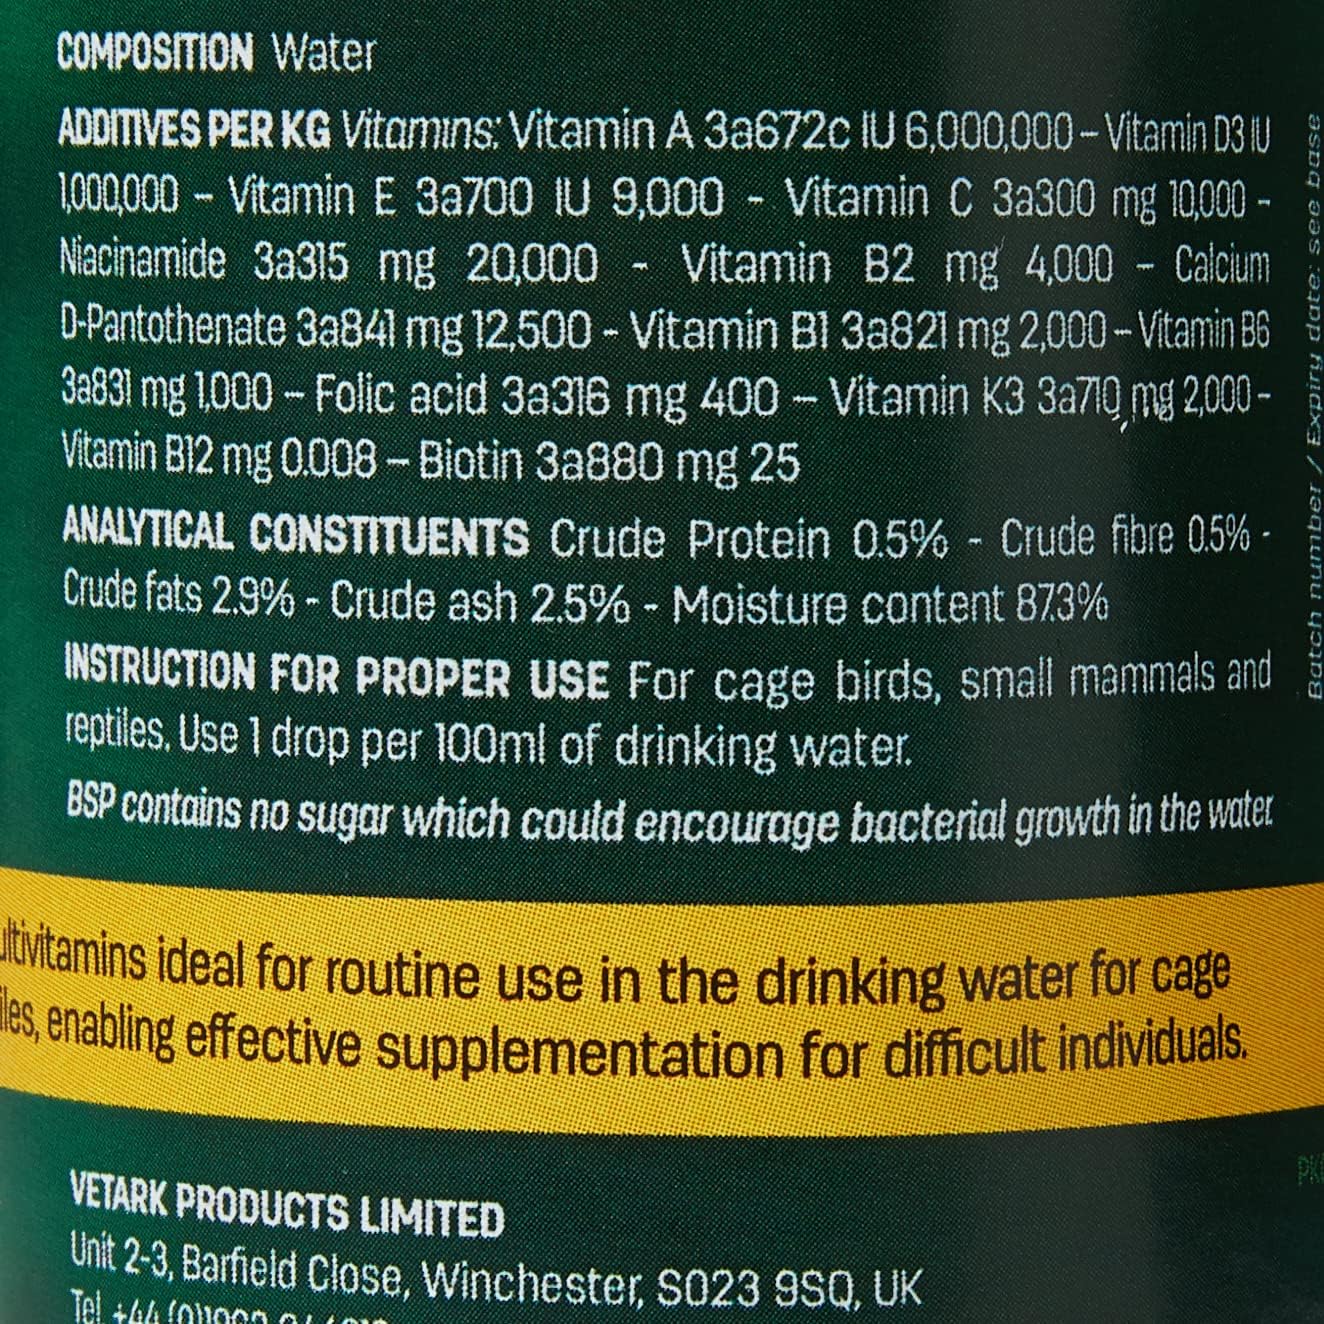 COMPOSITION Water
ADDITIVES PER KG Vitamins: Vitamin A 3a672c IU 6,000,000 – Vitamin D3 IU
1,000,000 – Vitamin E 3a700 IU 9,000 - Vitamin C 3a300 mg 10,000 -
Niacinamide 3a315 mg 20,000 - Vitamin B2 mg 4,000 - Calcium
D-Pantothenate 3a841 mg 12,500 - Vitamin B1 3a821 mg 2,000 – Vitamin B6
3a831 mg 1,000 – Folic acid 3a316 mg 400 – Vitamin K3 3a710 mg 2,000 -
Vitamin B12 mg 0.008 – Biotin 3a880 mg 25
ANALYTICAL CONSTITUENTS Crude Protein 0.5% - Crude fibre 0.5% -
Crude fats 2.9% - Crude ash 2.5% - Moisture content 87.3%
INSTRUCTION FOR PROPER USE For cage birds, small mammals and
reptiles. Use 1 drop per 100ml of drinking water.
BSP contains no sugar which could encourage bacterial growth in the water.
ultivitamins ideal for routine use in the drinking water for cage
iles, enabling effective supplementation for difficult individuals.
VETARK PRODUCTS LIMITED
Unit 2-3, Barfield Close, Winchester, SO23 9SQ, UK
Tel +44
Batch number / Expiry date: see base